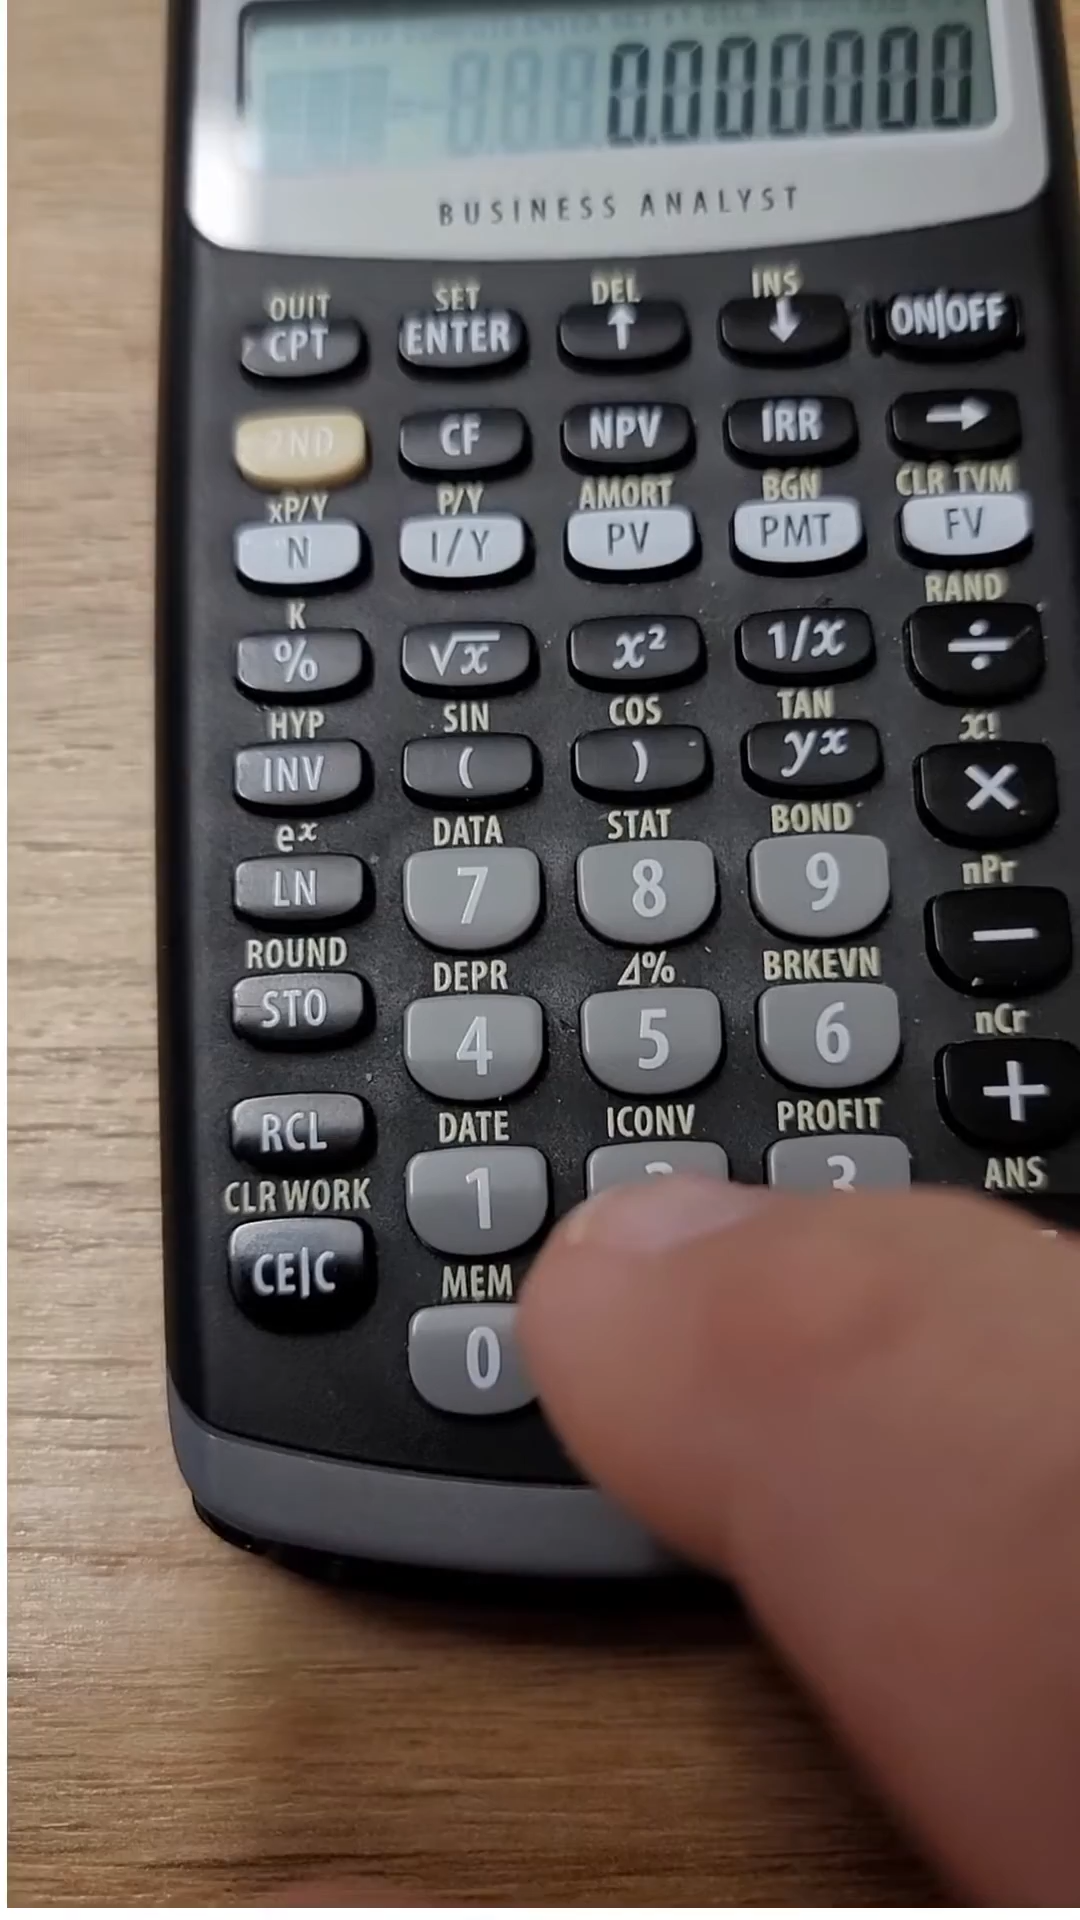 0.000000
BUSINESS ANALYST
QUIT SET DEL INS
CPT ENTER ↑ ↓ ON|OFF
2ND CF NPV IRR →
xP/Y P/Y AMORT BGN CLR TVM
N I/Y PV PMT FV
K RAND
% √x x² 1/x ÷
HYP SIN COS TAN x!
INV ( ) yˣ ×
eˣ DATA STAT BOND nPr
LN 7 8 9 −
ROUND DEPR Δ% BRKEVN nCr
STO 4 5 6 +
DATE ICONV PROFIT ANS
RCL 1 2 3
CLR WORK MEM
CE|C 0